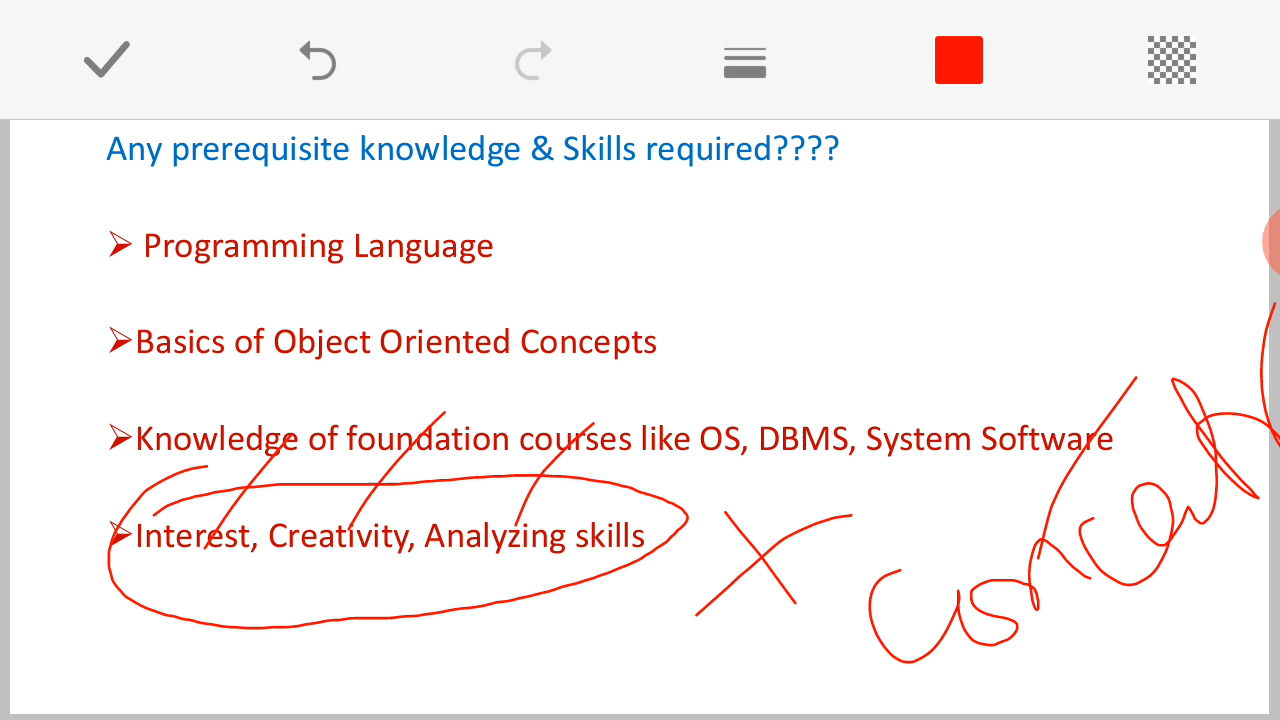 Any prerequisite knowledge & Skills required????
➢ Programming Language
➢Basics of Object Oriented Concepts
➢Knowledge of foundation courses like OS, DBMS, System Software
➢Interest, Creativity, Analyzing skills